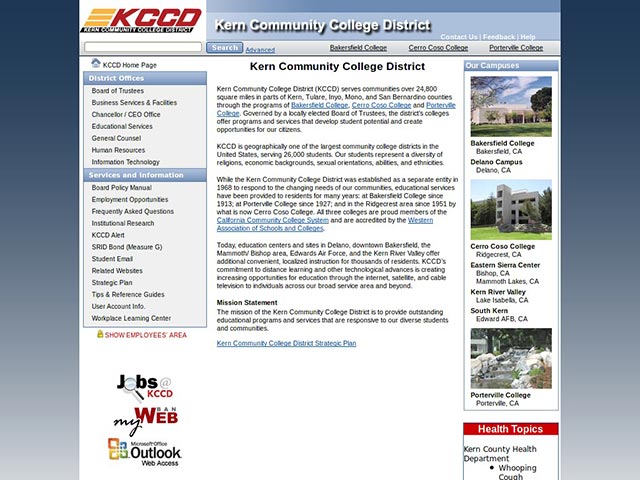 KCCD
KERN COMMUNITY COLLEGE DISTRICT
Kern Community College District
Contact Us | Feedback | Help
Search Advanced
Bakersfield College Cerro Coso College Porterville College
KCCD Home Page
District Offices
Board of Trustees
Business Services & Facilities
Chancellor / CEO Office
Educational Services
General Counsel
Human Resources
Information Technology
Services and Information
Board Policy Manual
Employment Opportunities
Frequently Asked Questions
Institutional Research
KCCD Alert
SRID Bond (Measure G)
Student Email
Related Websites
Strategic Plan
Tips & Reference Guides
User Account Info.
Workplace Learning Center
SHOW EMPLOYEES' AREA
Jobs@
KCCD
BAN
myWEB
Microsoft Office
Outlook
Web Access
Kern Community College District
Kern Community College District (KCCD) serves communities over 24,800
square miles in parts of Kern, Tulare, Inyo, Mono, and San Bernardino counties
through the programs of Bakersfield College, Cerro Coso College and Porterville
College. Governed by a locally elected Board of Trustees, the district's colleges
offer programs and services that develop student potential and create
opportunities for our citizens.
KCCD is geographically one of the largest community college districts in the
United States, serving 26,000 students. Our students represent a diversity of
religions, economic backgrounds, sexual orientations, abilities, and ethnicities.
While the Kern Community College District was established as a separate entity in
1968 to respond to the changing needs of our communities, educational services
have been provided to residents for many years: at Bakersfield College since
1913; at Porterville College since 1927; and in the Ridgecrest area since 1951 by
what is now Cerro Coso College. All three colleges are proud members of the
California Community College System and are accredited by the Western
Association of Schools and Colleges.
Today, education centers and sites in Delano, downtown Bakersfield, the
Mammoth/ Bishop area, Edwards Air Force, and the Kern River Valley offer
additional convenient, localized instruction for thousands of residents. KCCD's
commitment to distance learning and other technological advances is creating
increasing opportunities for education through the internet, satellite, and cable
television to individuals across our broad service area and beyond.
Mission Statement
The mission of the Kern Community College District is to provide outstanding
educational programs and services that are responsive to our diverse students
and communities.
Kern Community College District Strategic Plan
Our Campuses
Bakersfield College
Bakersfield, CA
Delano Campus
Delano, CA
Cerro Coso College
Ridgecrest, CA
Eastern Sierra Center
Bishop, CA
Mammoth Lakes, CA
Kern River Valley
Lake Isabella, CA
South Kern
Edward AFB, CA
Porterville College
Porterville, CA
Health Topics
Kern County Health
Department
Whooping
Cough